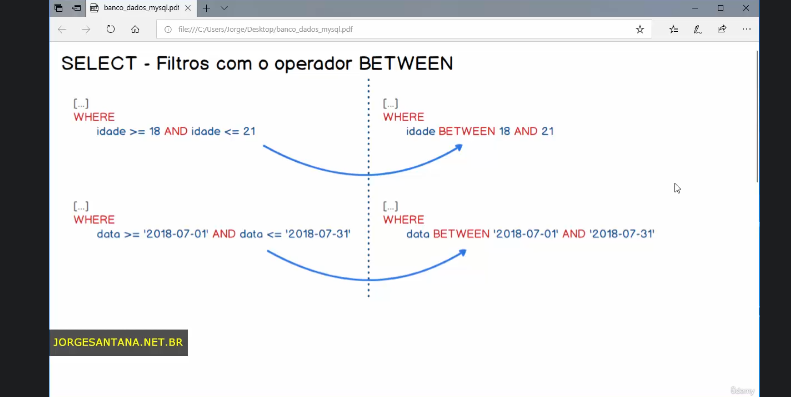 banco_dados_mysql.pdf
file:///C:/Users/Jorge/Desktop/banco_dados_mysql.pdf
SELECT - Filtros com o operador BETWEEN
[...]
WHERE
idade >= 18 AND idade <= 21
[...]
WHERE
idade BETWEEN 18 AND 21
[...]
WHERE
data >= '2018-07-01' AND data <= '2018-07-31'
[...]
WHERE
data BETWEEN '2018-07-01' AND '2018-07-31'
JORGESANTANA.NET.BR
Udemy